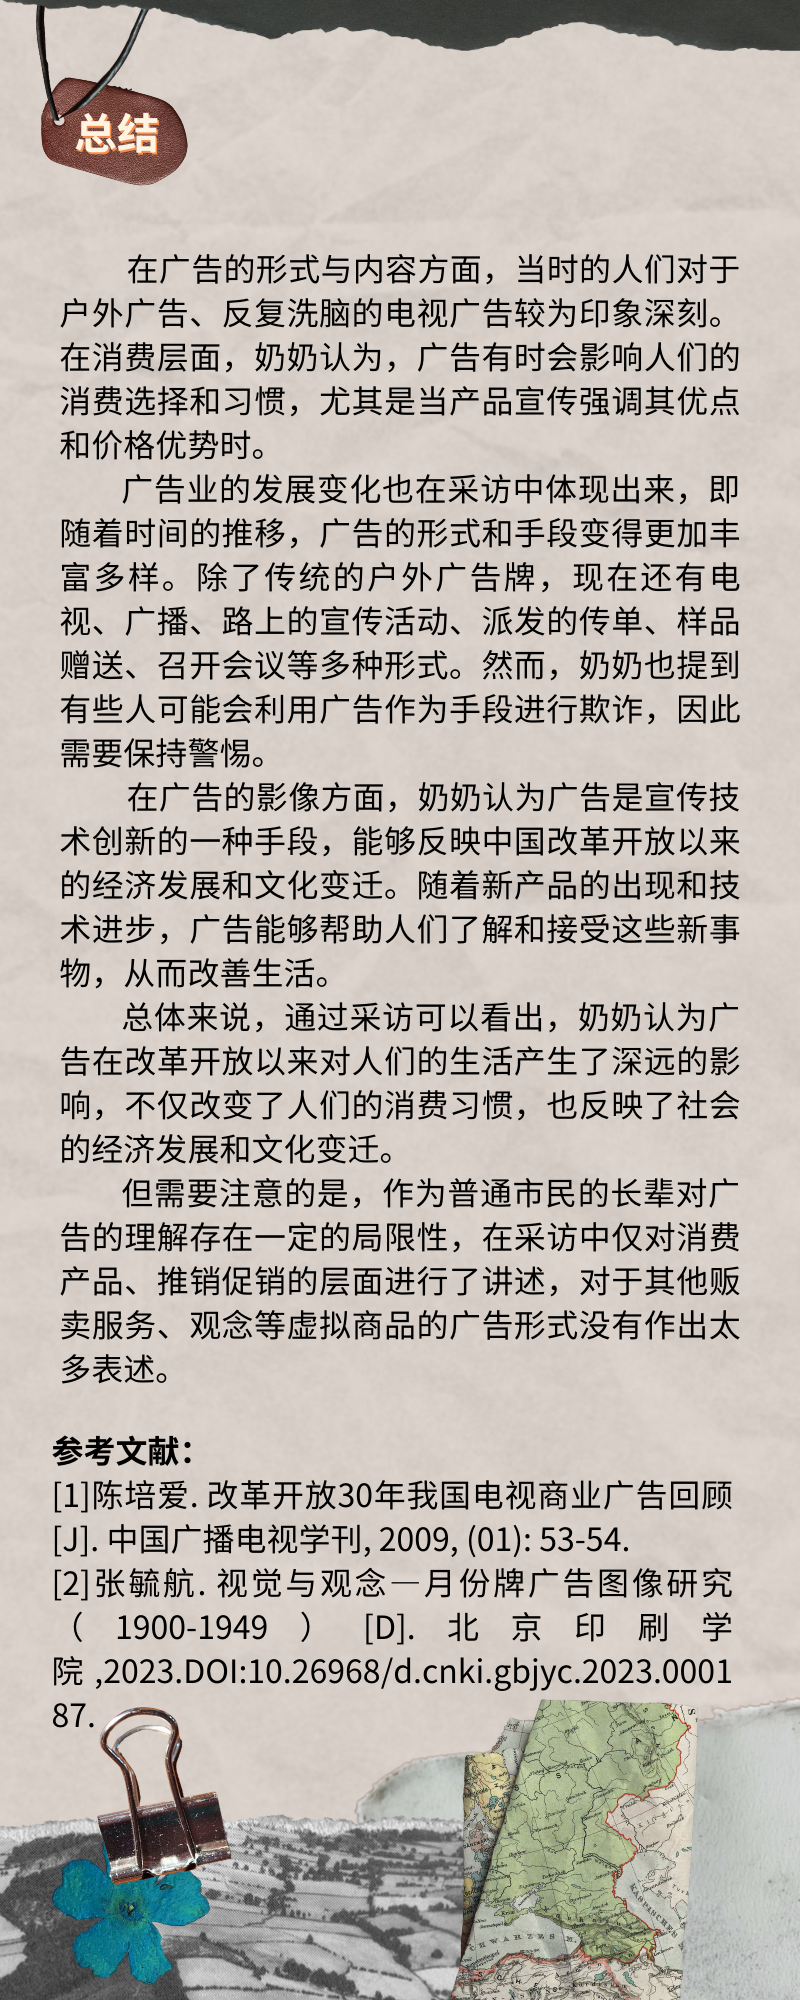 总结
在广告的形式与内容方面，当时的人们对于
户外广告、反复洗脑的电视广告较为印象深刻。
在消费层面，奶奶认为，广告有时会影响人们的
消费选择和习惯，尤其是当产品宣传强调其优点
和价格优势时。
广告业的发展变化也在采访中体现出来，即
随着时间的推移，广告的形式和手段变得更加丰
富多样。除了传统的户外广告牌，现在还有电
视、广播、路上的宣传活动、派发的传单、样品
赠送、召开会议等多种形式。然而，奶奶也提到
有些人可能会利用广告作为手段进行欺诈，因此
需要保持警惕。
在广告的影像方面，奶奶认为广告是宣传技
术创新的一种手段，能够反映中国改革开放以来
的经济发展和文化变迁。随着新产品的出现和技
术进步，广告能够帮助人们了解和接受这些新事
物，从而改善生活。
总体来说，通过采访可以看出，奶奶认为广
告在改革开放以来对人们的生活产生了深远的影
响，不仅改变了人们的消费习惯，也反映了社会
的经济发展和文化变迁。
但需要注意的是，作为普通市民的长辈对广
告的理解存在一定的局限性，在采访中仅对消费
产品、推销促销的层面进行了讲述，对于其他贩
卖服务、观念等虚拟商品的广告形式没有作出太
多表述。
参考文献：
[1]陈培爱. 改革开放30年我国电视商业广告回顾
[J]. 中国广播电视学刊, 2009, (01): 53-54.
[2]张毓航. 视觉与观念—月份牌广告图像研究
（1900-1949）[D]. 北京印刷学
院,2023.DOI:10.26968/d.cnki.gbjyc.2023.0001
87.